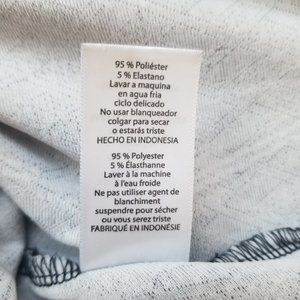 95 % Poliéster
5 % Elastano
Lavar a maquina
en agua fria
ciclo delicado
No usar blanqueador
colgar para secar
o estarás triste
HECHO EN INDONESIA
95 % Polyester
5 % Élasthanne
Laver à la machine
à l'eau froide
Ne pas utiliser agent de
blanchiment
suspendre pour sécher
ou vous serez triste
FABRIQUÉ EN INDONÉSIE